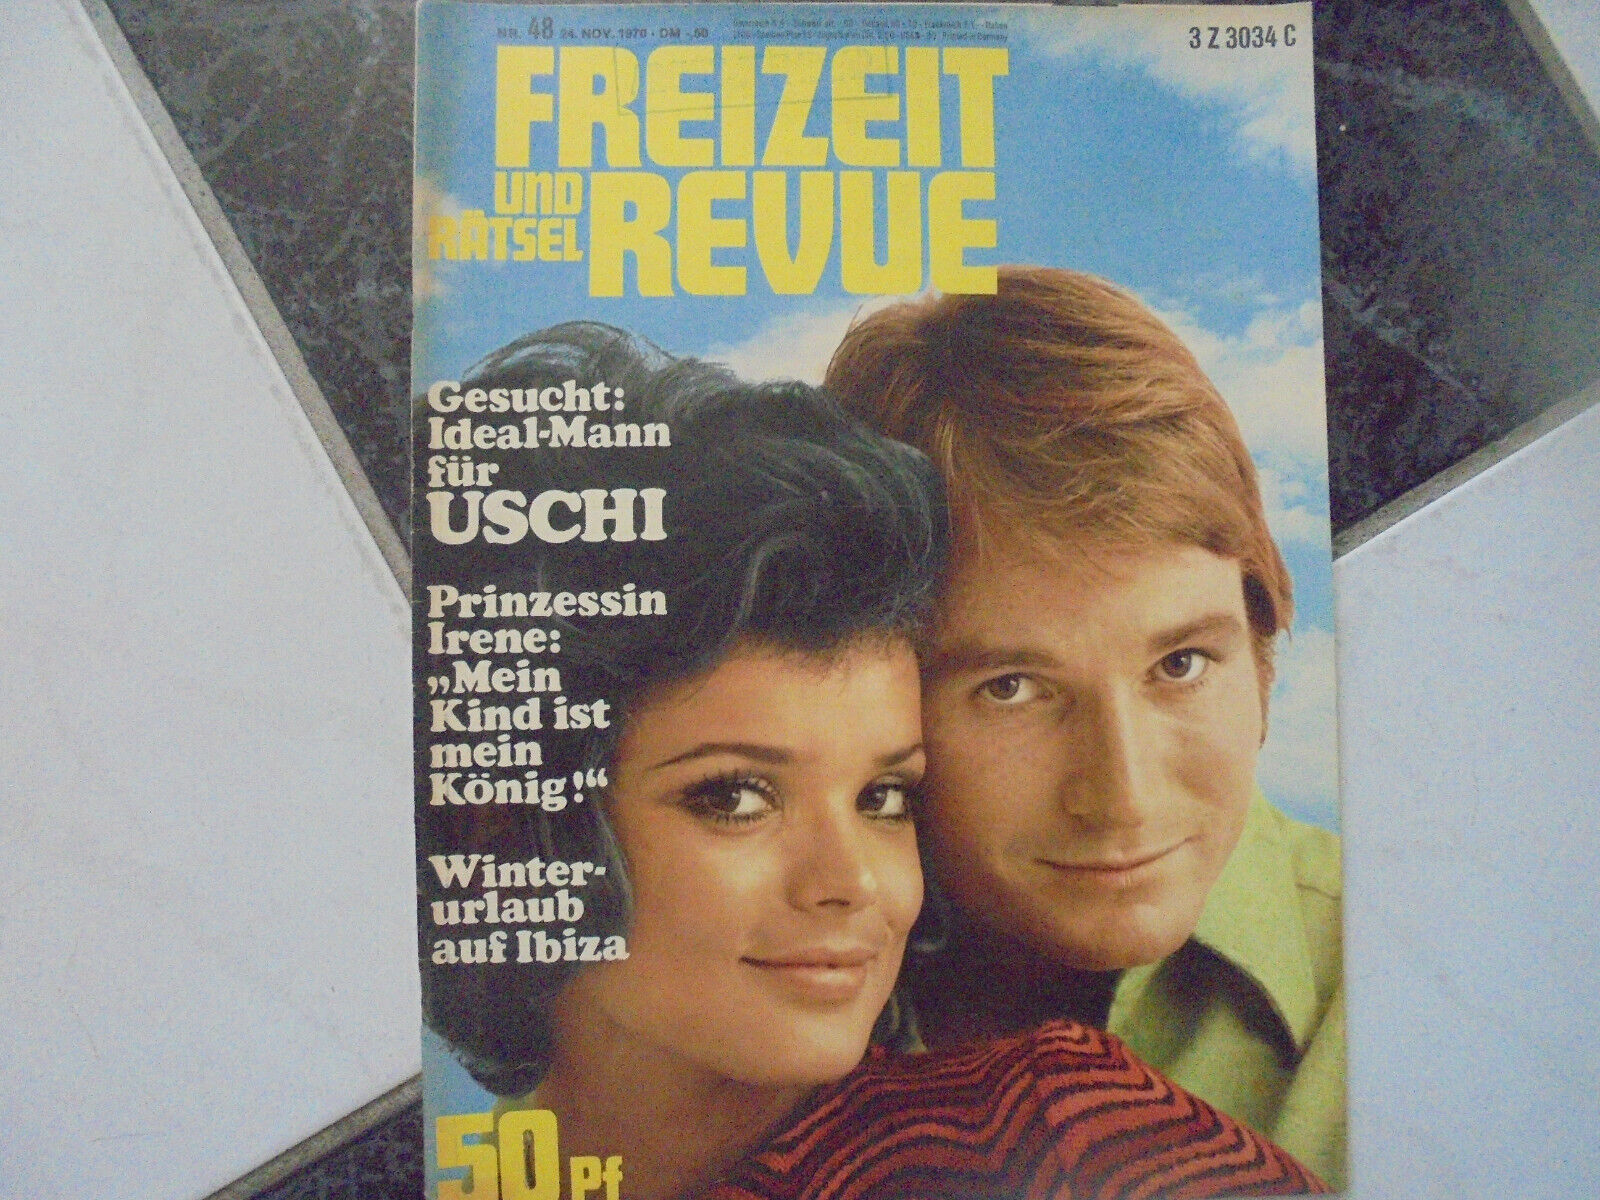 NR. 48 24. NOV. 1970 · DM -.50
3 Z 3034 C
FREIZEIT
UND
RÄTSEL
REVUE
Gesucht:
Ideal-Mann
für
USCHI
Prinzessin
Irene:
„Mein
Kind ist
mein
König!“
Winter-
urlaub
auf Ibiza
50 Pf